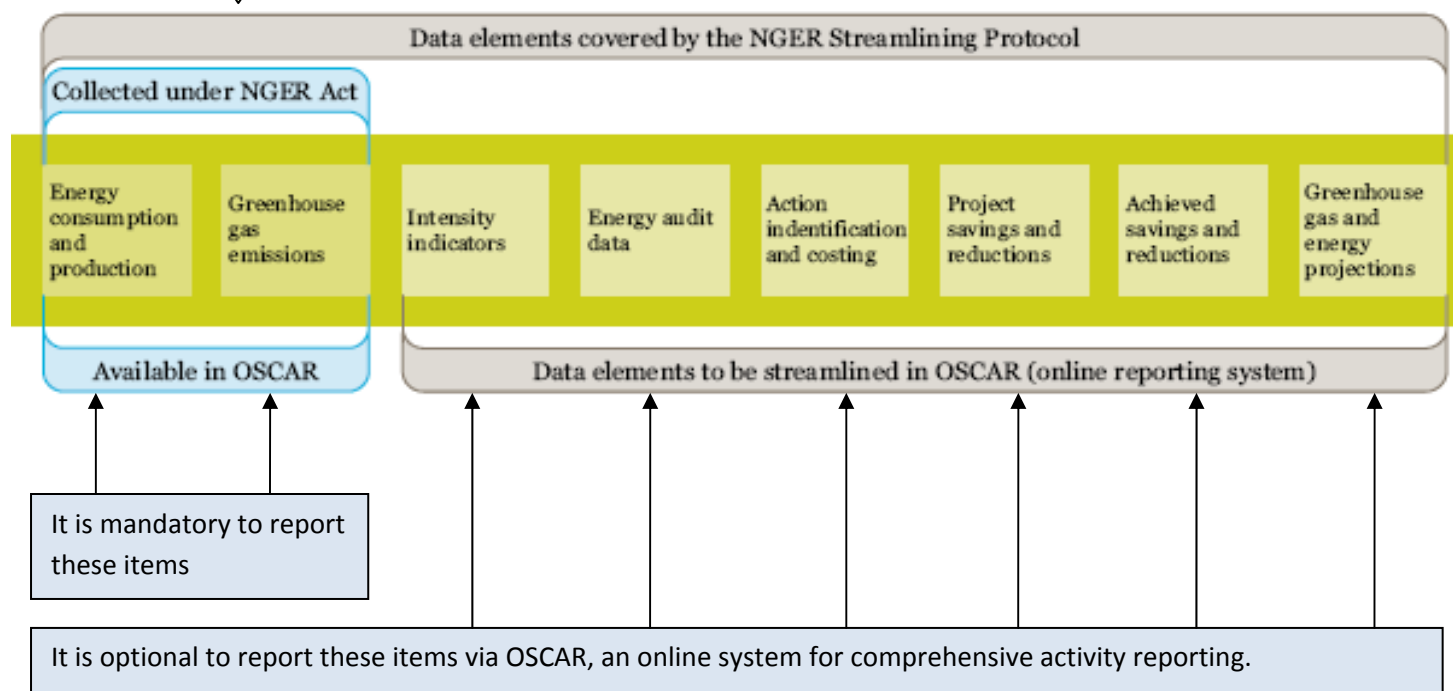 Data elements covered by the NGER Streamlining Protocol
Collected under NGER Act
Energy
consumption
and
production
Greenhouse
gas
emissions
Intensity
indicators
Energy audit
data
Action
indentification
and costing
Project
savings and
reductions
Achieved
savings and
reductions
Greenhouse
gas and
energy
projections
Available in OSCAR
Data elements to be streamlined in OSCAR (online reporting system)
It is mandatory to report
these items
It is optional to report these items via OSCAR, an online system for comprehensive activity reporting.